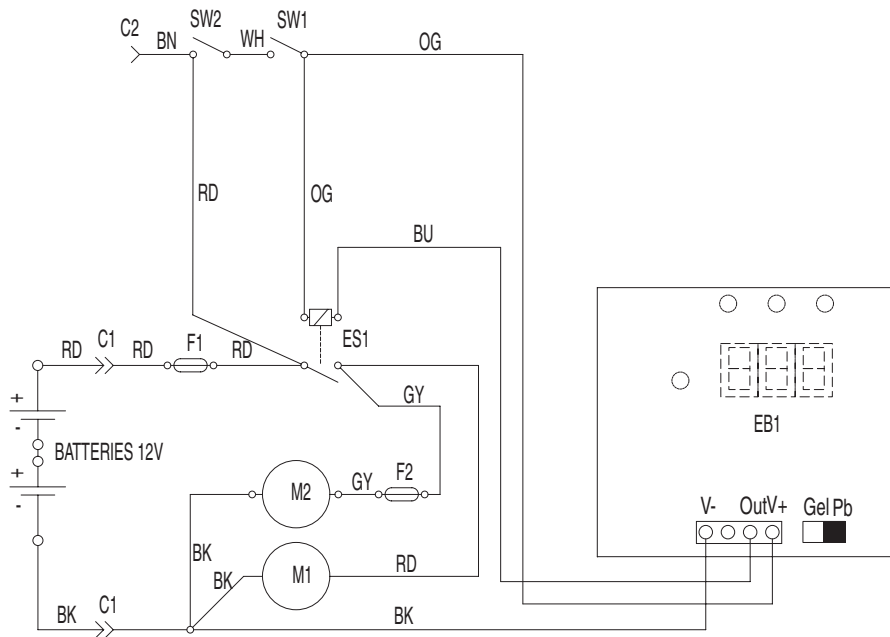 C2
BN
SW2
WH
SW1
OG
RD
OG
BU
ES1
RD
C1
RD
F1
RD
GY
+
-
BATTERIES 12V
+
-
M2
GY
F2
BK
BK
M1
RD
BK
C1
BK
EB1
V-
Out
V+
Gel
Pb